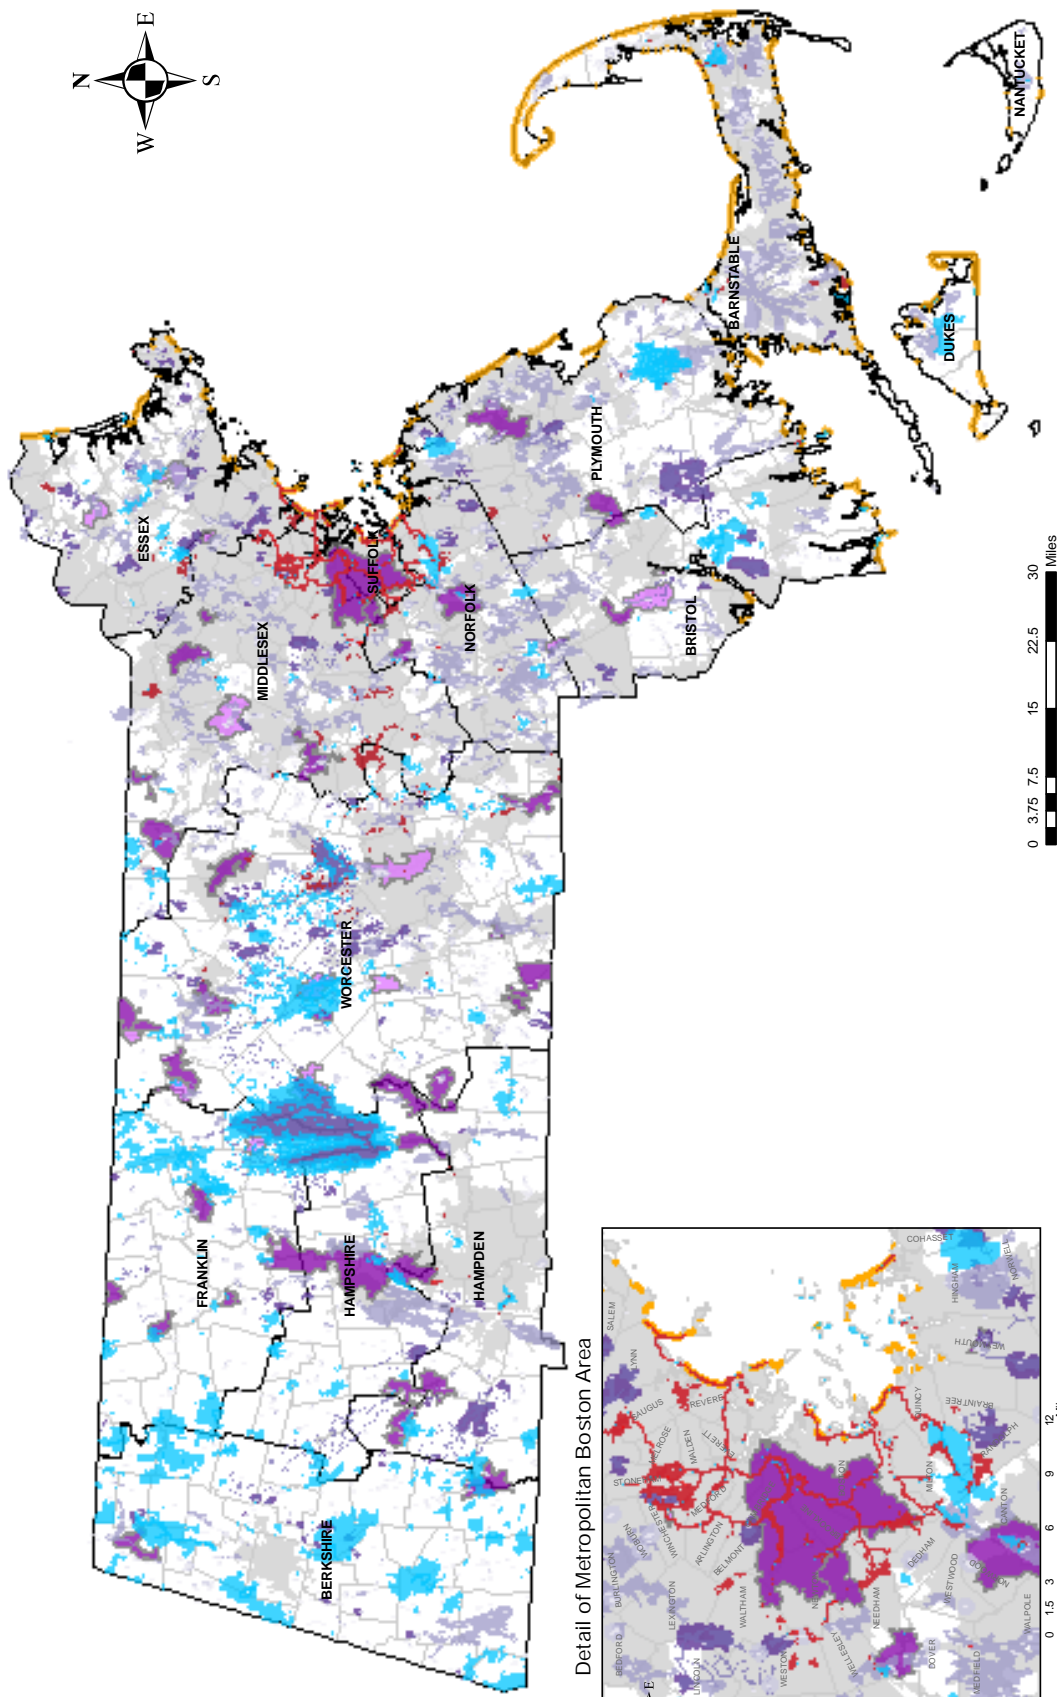 N
W
E
S
ESSEX
MIDDLESEX
SUFFOLK
NORFOLK
PLYMOUTH
BRISTOL
BARNSTABLE
DUKES
NANTUCKET
WORCESTER
FRANKLIN
HAMPSHIRE
HAMPDEN
BERKSHIRE
0 3.75 7.5 15 22.5 30
Miles
Detail of Metropolitan Boston Area
SALEM
LYNN
SAUGUS
REVERE
MELROSE
MALDEN
EVERETT
MEDFORD
WINCHESTER
WOBURN
BURLINGTON
BEDFORD
LEXINGTON
ARLINGTON
BELMONT
WALTHAM
LINCOLN
WESTON
WELLESLEY
NEEDHAM
DOVER
DEDHAM
WESTWOOD
MEDFIELD
WALPOLE
CANTON
MILTON
QUINCY
BRAINTREE
WEYMOUTH
HINGHAM
COHASSET
NORWELL
E
0 1.5 3 6 9 12